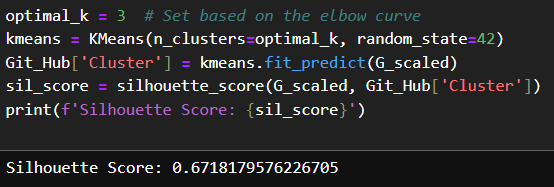 optimal_k = 3  # Set based on the elbow curve
kmeans = KMeans(n_clusters=optimal_k, random_state=42)
Git_Hub['Cluster'] = kmeans.fit_predict(G_scaled)
sil_score = silhouette_score(G_scaled, Git_Hub['Cluster'])
print(f'Silhouette Score: {sil_score}')
Silhouette Score: 0.6718179576226705